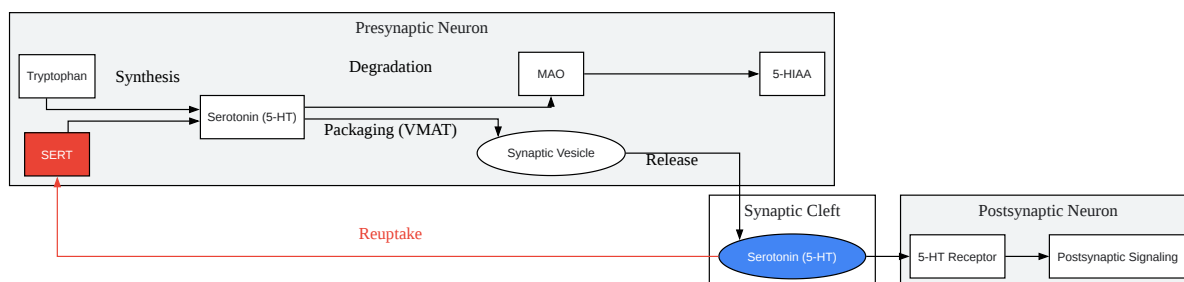 Presynaptic Neuron
Tryptophan
Synthesis
Degradation
MAO
5-HIAA
Serotonin (5-HT)
Packaging (VMAT)
SERT
Synaptic Vesicle
Release
Synaptic Cleft
Postsynaptic Neuron
Reuptake
Serotonin (5-HT)
5-HT Receptor
Postsynaptic Signaling